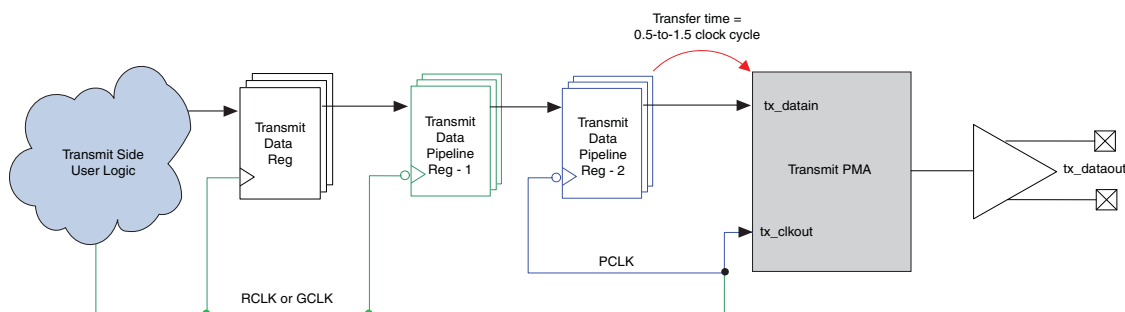 Transfer time =
0.5-to-1.5 clock cycle
Transmit Side
User Logic
Transmit
Data
Reg
Transmit
Data
Pipeline
Reg - 1
Transmit
Data
Pipeline
Reg - 2
tx_datain
Transmit PMA
tx_clkout
tx_dataout
PCLK
RCLK or GCLK